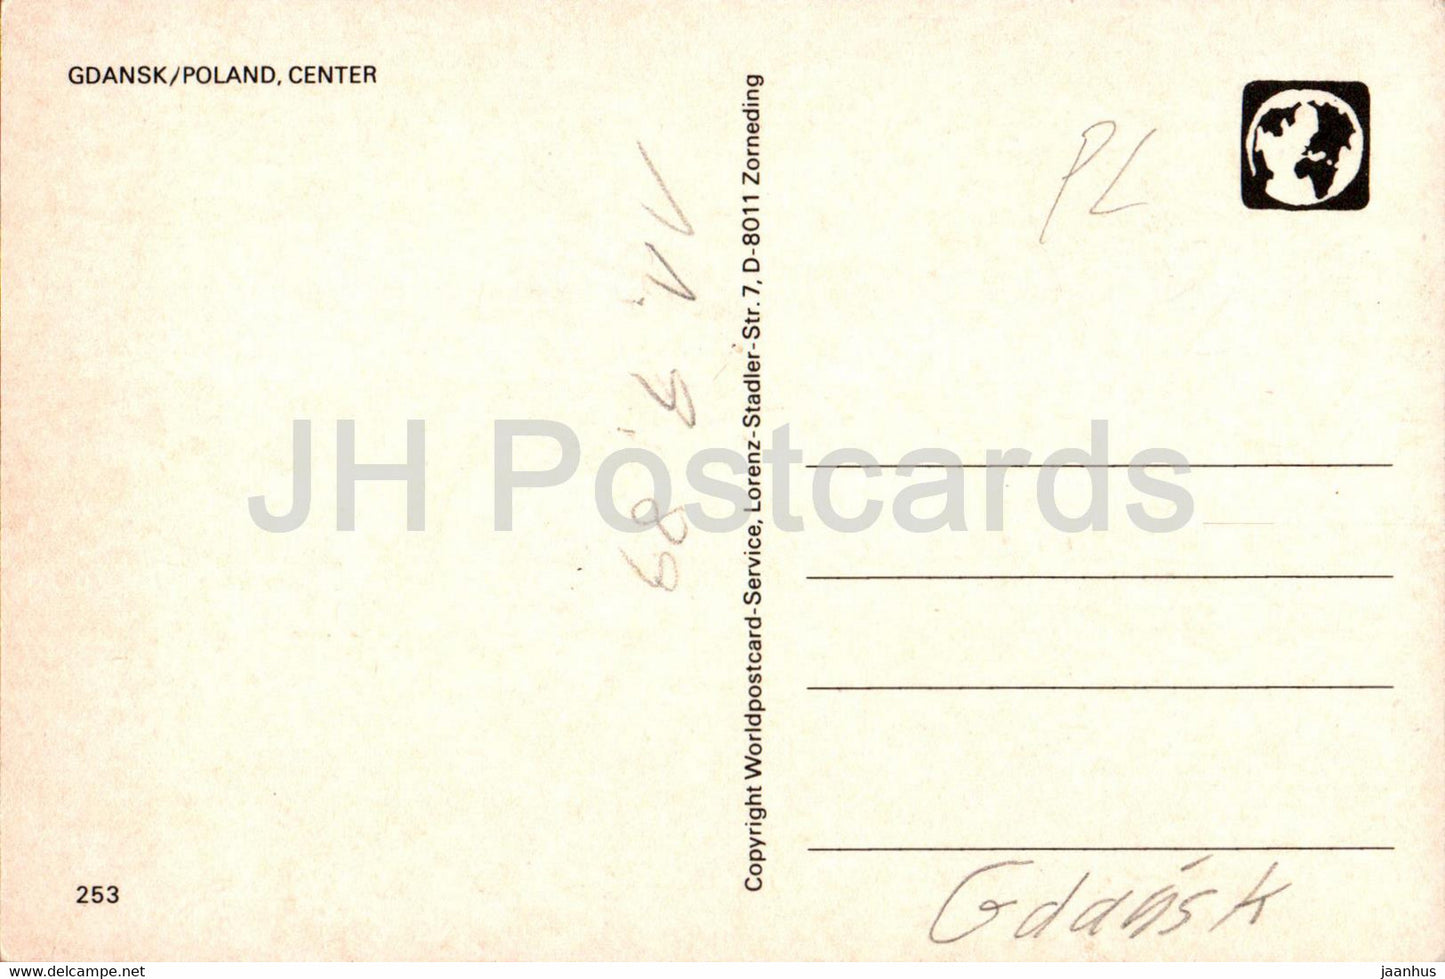 GDANSK/POLAND, CENTER
PL
Copyright Worldpostcard-Service, Lorenz-Stadler-Str. 7, D-8011 Zorneding
JH Postcards
253
Gdańsk
www.delcampe.net
jaanhus